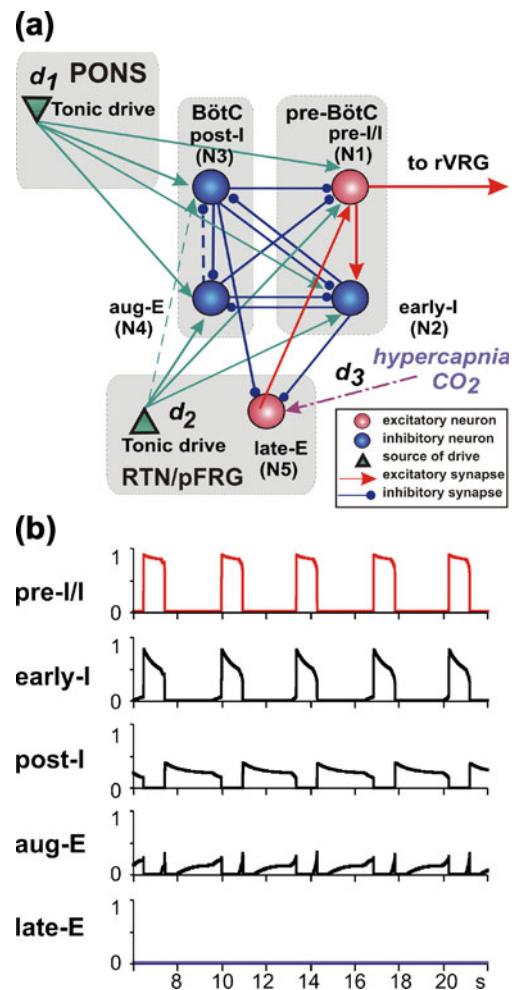 (a)
d1 PONS
Tonic drive
BötC
post-I
(N3)
pre-BötC
pre-I/I
(N1)
to rVRG
aug-E
(N4)
early-I
(N2)
hypercapnia
CO2
d3
d2
Tonic drive
RTN/pFRG
late-E
(N5)
excitatory neuron
inhibitory neuron
source of drive
excitatory synapse
inhibitory synapse
(b)
pre-I/I
1
0
early-I
1
0
post-I
1
0
aug-E
1
0
late-E
1
0
8 10 12 14 16 18 20 s